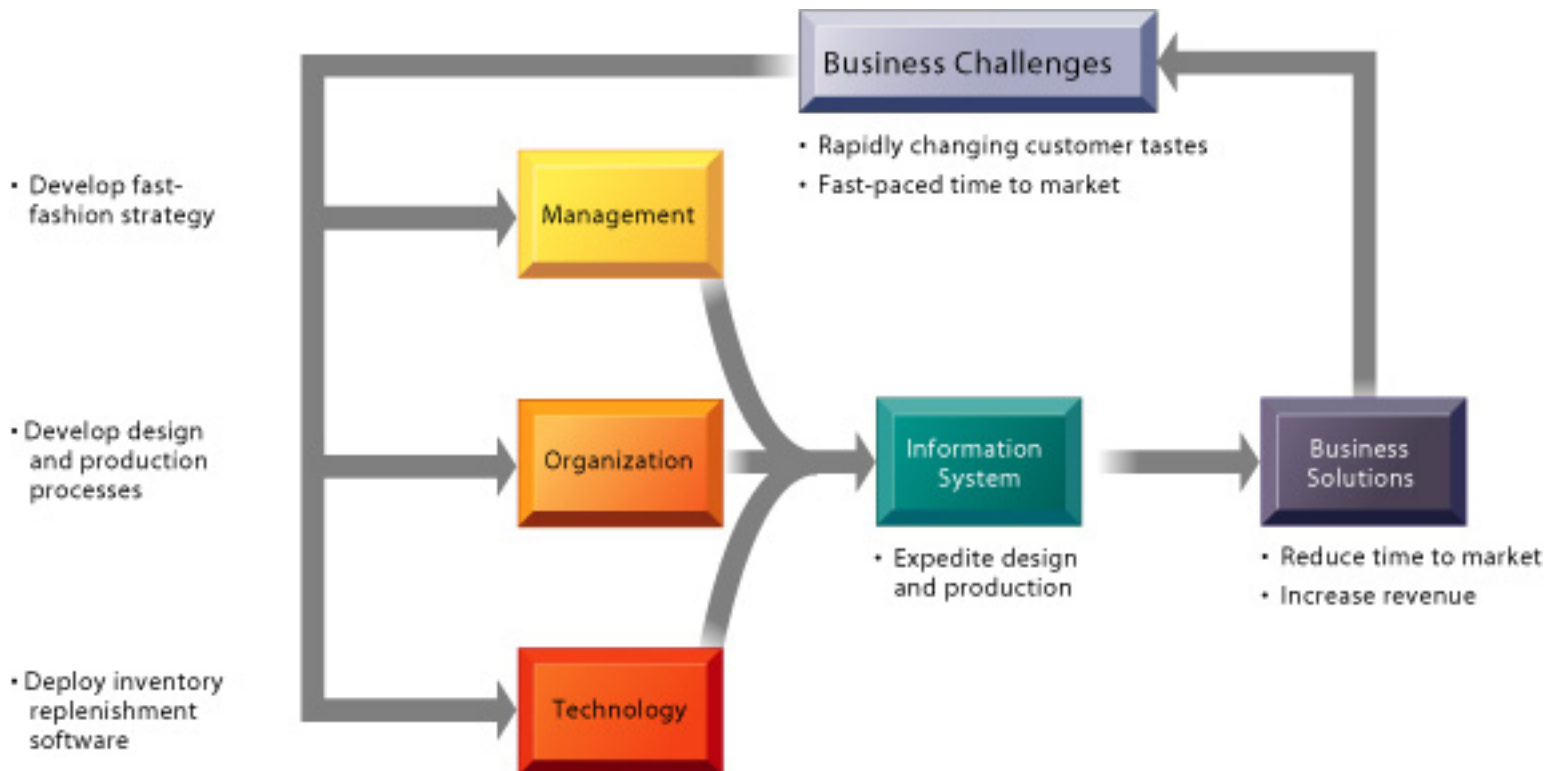 Business Challenges
• Rapidly changing customer tastes
• Fast-paced time to market
• Develop fast-
fashion strategy
Management
• Develop design
and production
processes
Organization
Information
System
• Expedite design
and production
Business
Solutions
• Reduce time to market
• Increase revenue
• Deploy inventory
replenishment
software
Technology